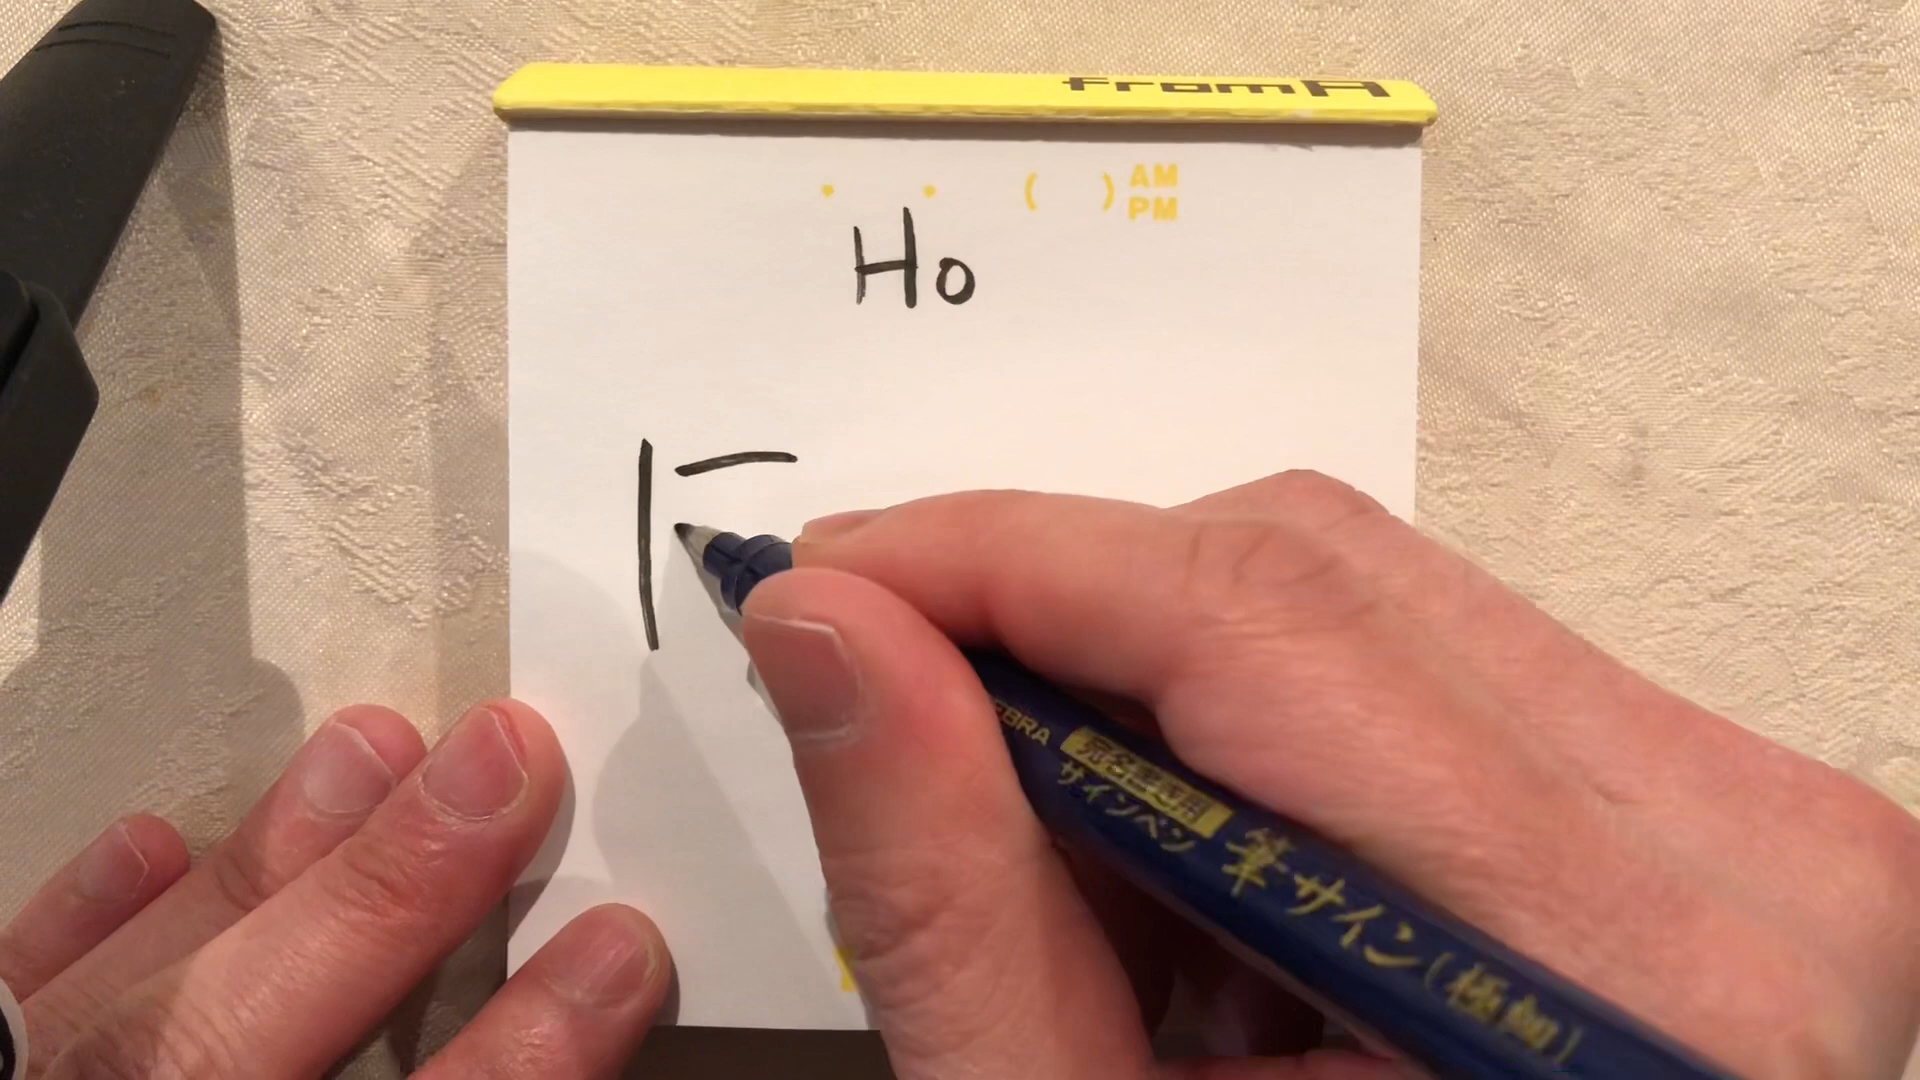 fromA
. . ( ) AM
PM
Ho
ZEBRA
サインペン
筆サイン(極細)